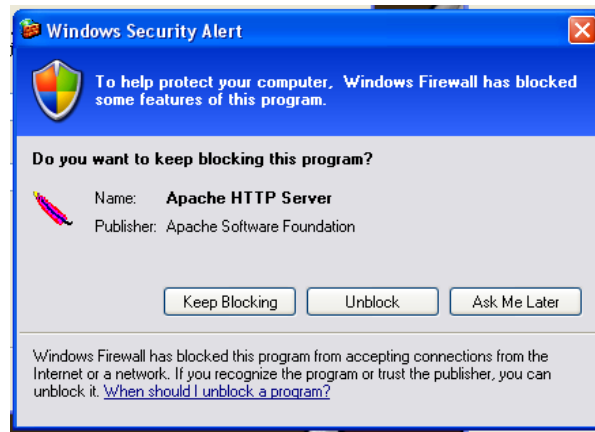 Windows Security Alert
To help protect your computer, Windows Firewall has blocked
some features of this program.
Do you want to keep blocking this program?
Name: Apache HTTP Server
Publisher: Apache Software Foundation
Keep Blocking Unblock Ask Me Later
Windows Firewall has blocked this program from accepting connections from the
Internet or a network. If you recognize the program or trust the publisher, you can
unblock it. When should I unblock a program?